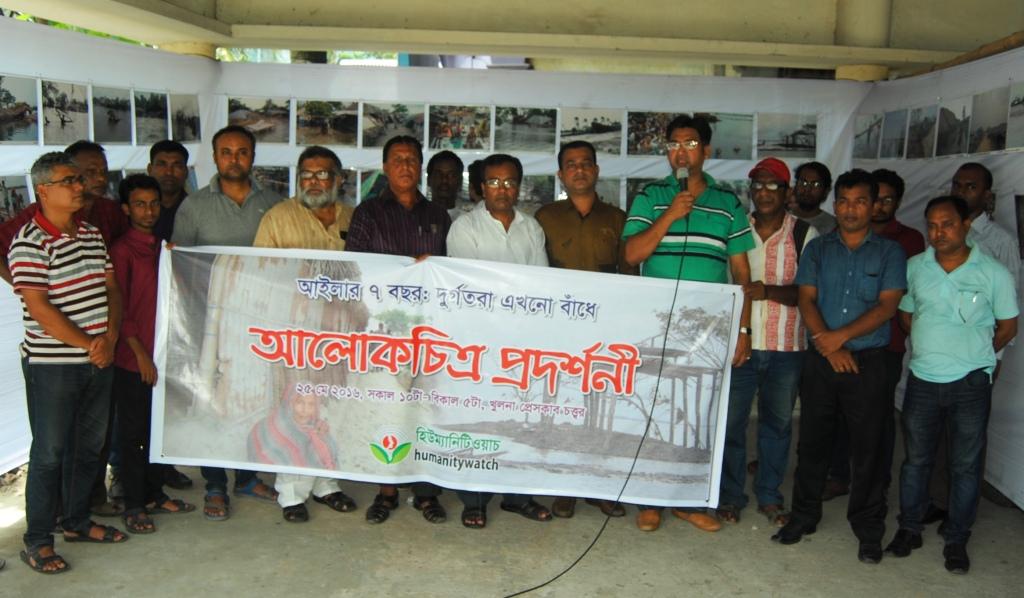 আইলার ৭ বছর: দুর্গতরা এখনো বাঁধে
আলোকচিত্র প্রদর্শনী
২৫ মে ২০১৬, সকাল ১০টা-বিকাল ৫টা, খুলনা প্রেসক্লাব চত্ত্বর
হিউম্যানিটিওয়াচ
humanitywatch